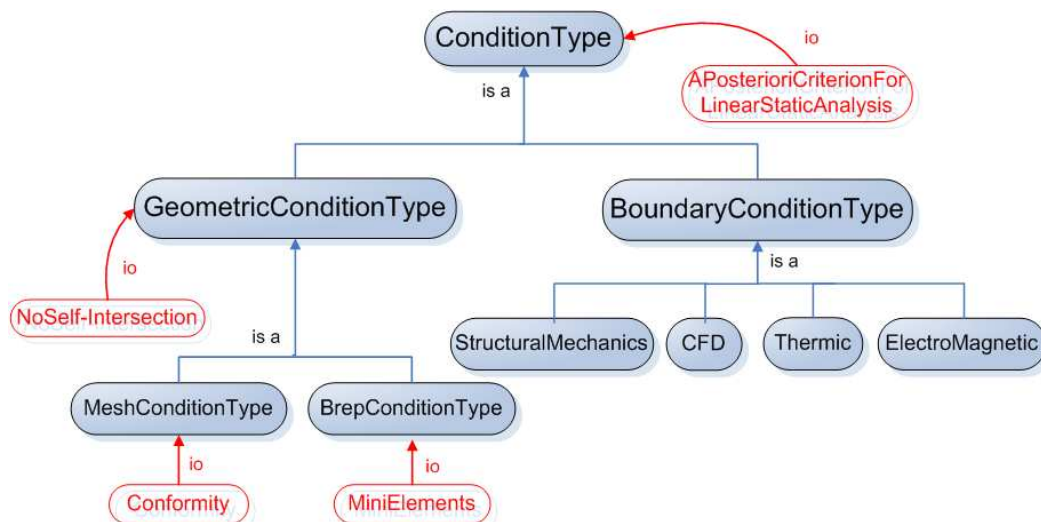 ConditionType
io
APosterioriCriterionFor
LinearStaticAnalysis
is a
GeometricConditionType
BoundaryConditionType
io
is a
NoSelf-Intersection
is a
StructuralMechanics
CFD
Thermic
ElectroMagnetic
MeshConditionType
BrepConditionType
io
io
Conformity
MiniElements